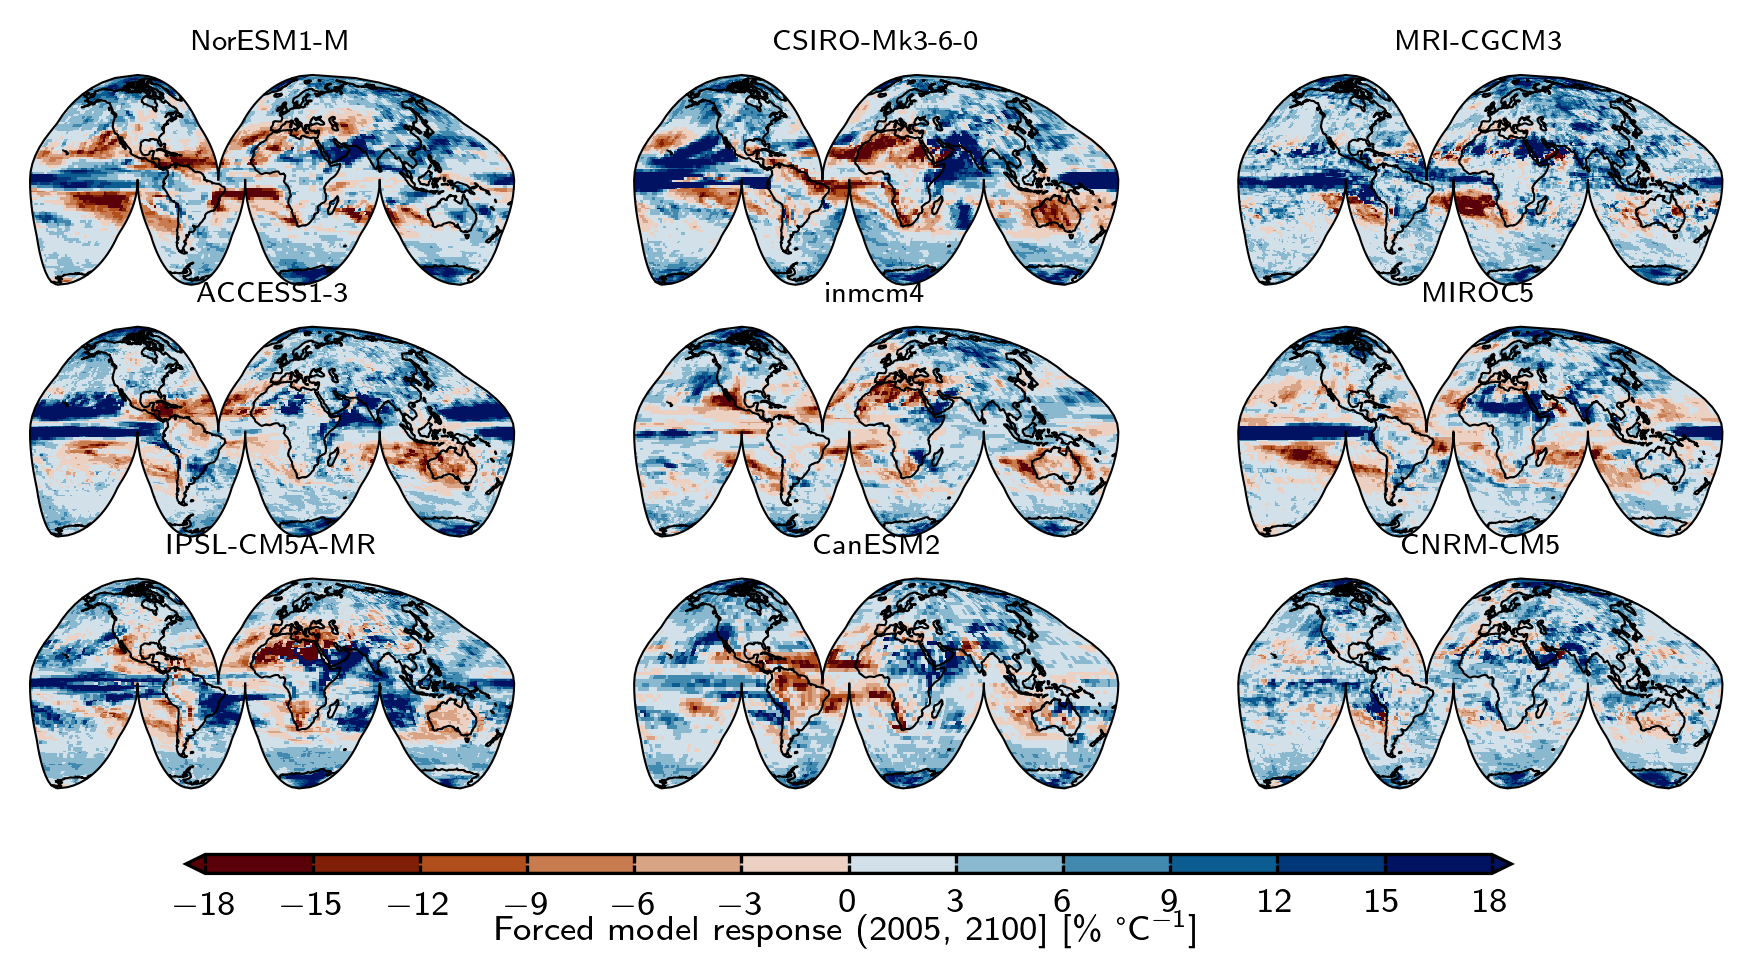 NorESM1-M CSIRO-Mk3-6-0 MRI-CGCM3
ACCESS1-3 inmcm4 MIROC5
IPSL-CM5A-MR CanESM2 CNRM-CM5
−18 −15 −12 −9 −6 −3 0 3 6 9 12 15 18
Forced model response (2005, 2100] [% °C⁻¹]